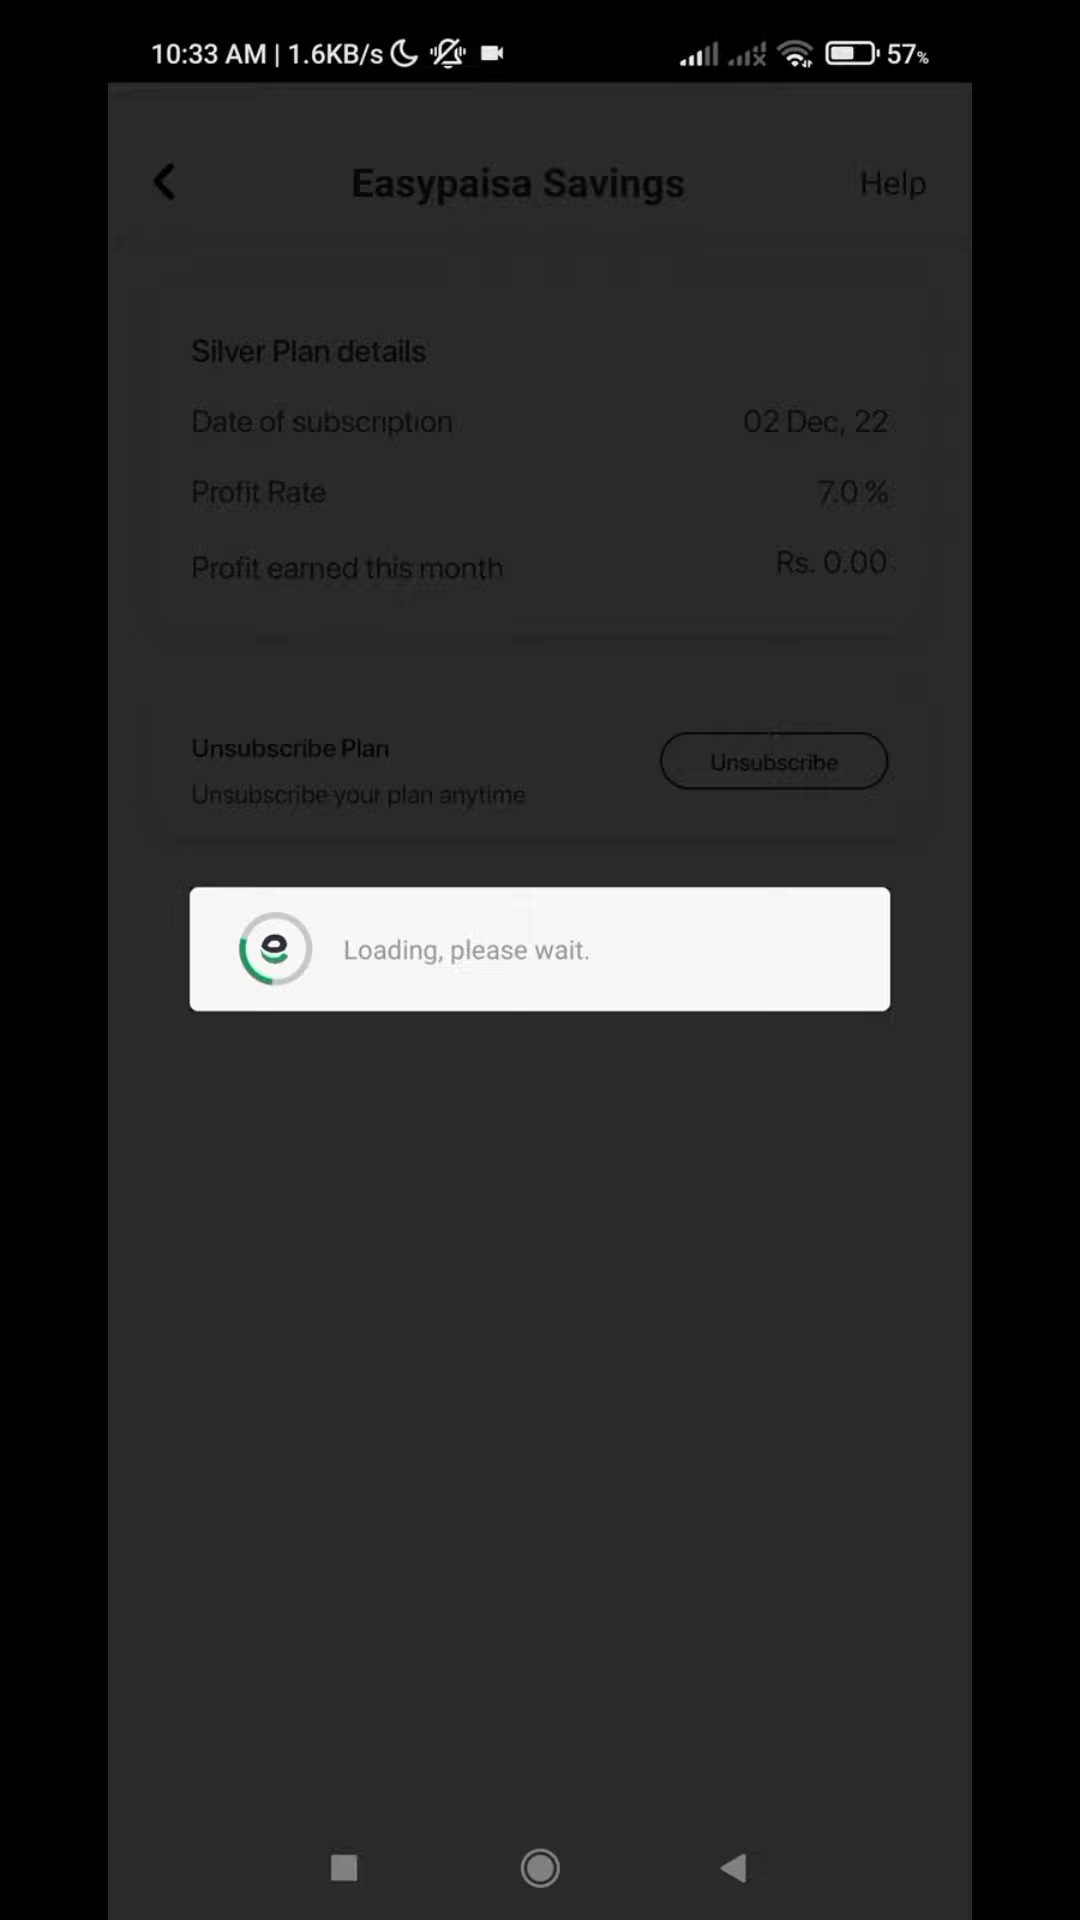 10:33 AM | 1.6KB/s 57%
Easypaisa Savings Help
Silver Plan details
Date of subscription 02 Dec, 22
Profit Rate 7.0 %
Profit earned this month Rs. 0.00
Unsubscribe Plan Unsubscribe
Unsubscribe your plan anytime
Loading, please wait.